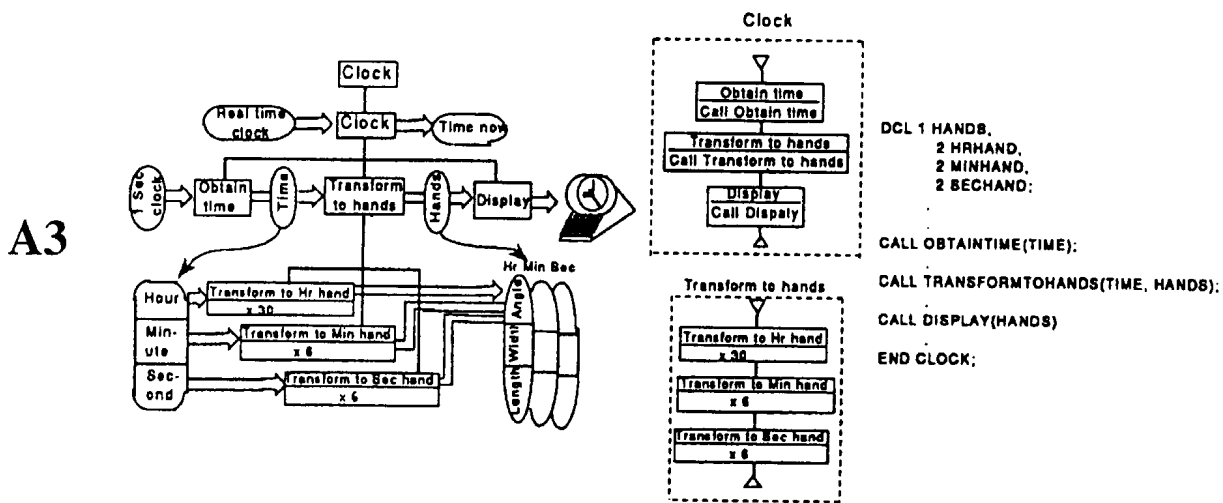 A3
Clock
Real time
clock
Clock
Time now
1 Sec
clock
Obtain
time
Time
Transform
to hands
Hands
Display
Hour
Min-
ute
Sec-
ond
Transform to Hr hand
x 30
Transform to Min hand
x 6
Transform to Sec hand
x 6
Hr Min Sec
Angle
Width
Length
Clock
Obtain time
Call Obtain time
Transform to hands
Call Transform to hands
Display
Call Dispaly
Transform to hands
Transform to Hr hand
x 30
Transform to Min hand
x 6
Transform to Sec hand
x 6
DCL 1 HANDS,
2 HRHAND,
2 MINHAND,
2 SECHAND;
.
.
CALL OBTAINTIME(TIME);
.
CALL TRANSFORMTOHANDS(TIME, HANDS);
.
CALL DISPLAY(HANDS)
.
END CLOCK;